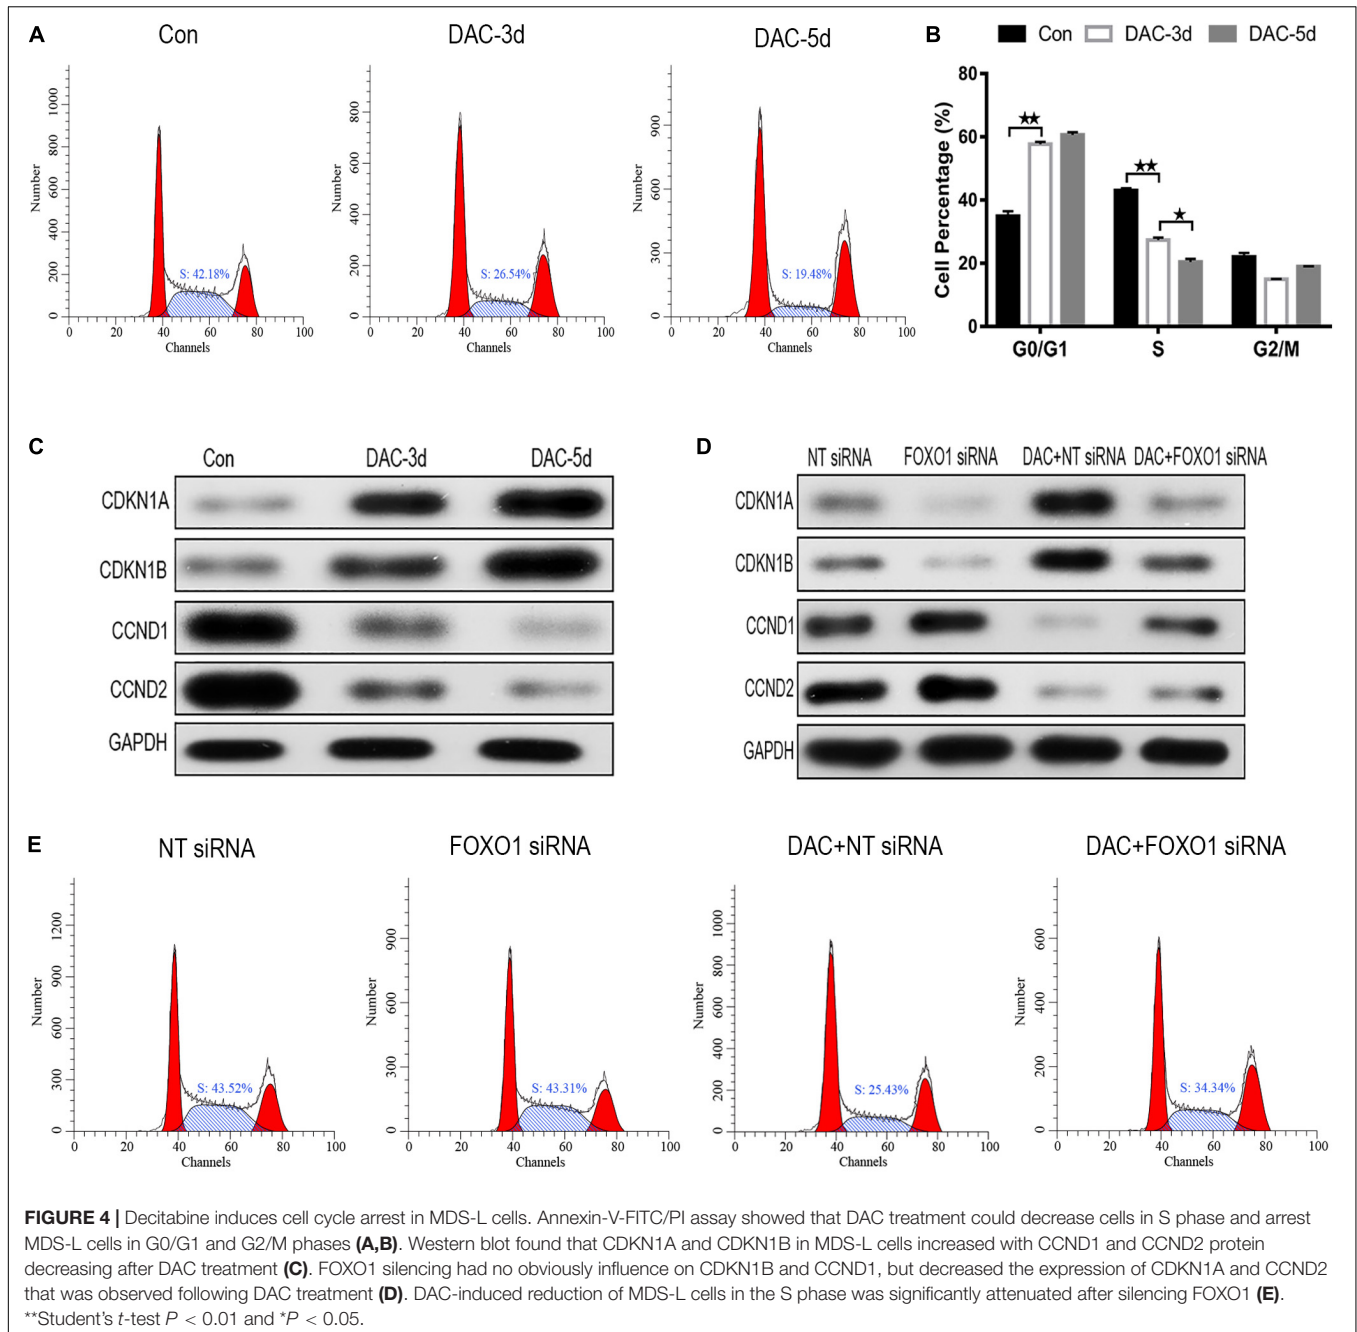 A
Con
DAC-3d
DAC-5d
Number
1000
800
600
400
200
0
S: 42.18%
0 20 40 60 80 100
Channels
Number
800
600
400
200
0
S: 26.54%
0 20 40 60 80 100
Channels
Number
900
600
300
0
S: 19.48%
0 20 40 60 80 100
Channels
B
Con DAC-3d DAC-5d
Cell Percentage (%)
80
60
40
20
0
★★
★★
★
G0/G1 S G2/M
C
Con DAC-3d DAC-5d
CDKN1A
CDKN1B
CCND1
CCND2
GAPDH
D
NT siRNA FOXO1 siRNA DAC+NT siRNA DAC+FOXO1 siRNA
CDKN1A
CDKN1B
CCND1
CCND2
GAPDH
E
NT siRNA
FOXO1 siRNA
DAC+NT siRNA
DAC+FOXO1 siRNA
Number
1200
900
600
300
0
S: 43.52%
0 20 40 60 80 100
Channels
Number
900
600
300
0
S: 43.31%
0 20 40 60 80 100
Channels
Number
1000
800
600
400
200
0
S: 25.43%
0 20 40 60 80 100
Channels
Number
600
400
200
0
S: 34.34%
0 20 40 60 80 100
Channels
FIGURE 4 | Decitabine induces cell cycle arrest in MDS-L cells. Annexin-V-FITC/PI assay showed that DAC treatment could decrease cells in S phase and arrest
MDS-L cells in G0/G1 and G2/M phases (A,B). Western blot found that CDKN1A and CDKN1B in MDS-L cells increased with CCND1 and CCND2 protein
decreasing after DAC treatment (C). FOXO1 silencing had no obviously influence on CDKN1B and CCND1, but decreased the expression of CDKN1A and CCND2
that was observed following DAC treatment (D). DAC-induced reduction of MDS-L cells in the S phase was significantly attenuated after silencing FOXO1 (E).
**Student's t-test P < 0.01 and *P < 0.05.